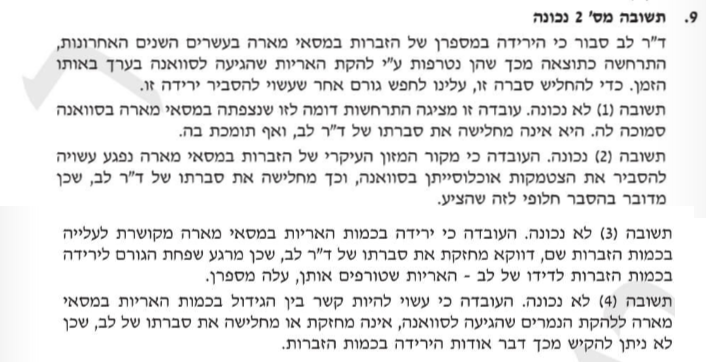 9. תשובה מס' 2 נכונה
ד"ר לב סבור כי הירידה במספרן של הזברות במסאי מארה בעשרים השנים האחרונות,
התרחשה כתוצאה מכך שהן נטרפות ע"י להקת האריות שהגיעה לסוואנה בערך באותו
הזמן. כדי להחליש סברה זו, עלינו לחפש גורם אחר שעשוי להסביר ירידה זו.
תשובה (1) לא נכונה. עובדה זו מציגה התרחשות דומה לזו שנצפתה במסאי מארה בסוואנה
סמוכה לה. היא אינה מחלישה את סברתו של ד"ר לב, ואף תומכת בה.
תשובה (2) נכונה. העובדה כי מקור המזון העיקרי של הזברות במסאי מארה נפגע עשויה
להסביר את הצטמקות אוכלוסייתן בסוואנה, וכך מחלישה את סברתו של ד"ר לב, שכן
מדובר בהסבר חלופי לזה שהציע.
תשובה (3) לא נכונה. העובדה כי ירידה בכמות האריות במסאי מארה מקושרת לעלייה
בכמות הזברות שם, דווקא מחזקת את סברתו של ד"ר לב, שכן מרגע שפחת הגורם לירידה
בכמות הזברות לדידו של לב - האריות שטורפים אותן, עלה מספרן.
תשובה (4) לא נכונה. העובדה כי עשוי להיות קשר בין הגידול בכמות האריות במסאי
מארה ללהקת הנמרים שהגיעה לסוואנה, אינה מחזקת או מחלישה את סברתו של לב, שכן
לא ניתן להקיש מכך דבר אודות הירידה בכמות הזברות.